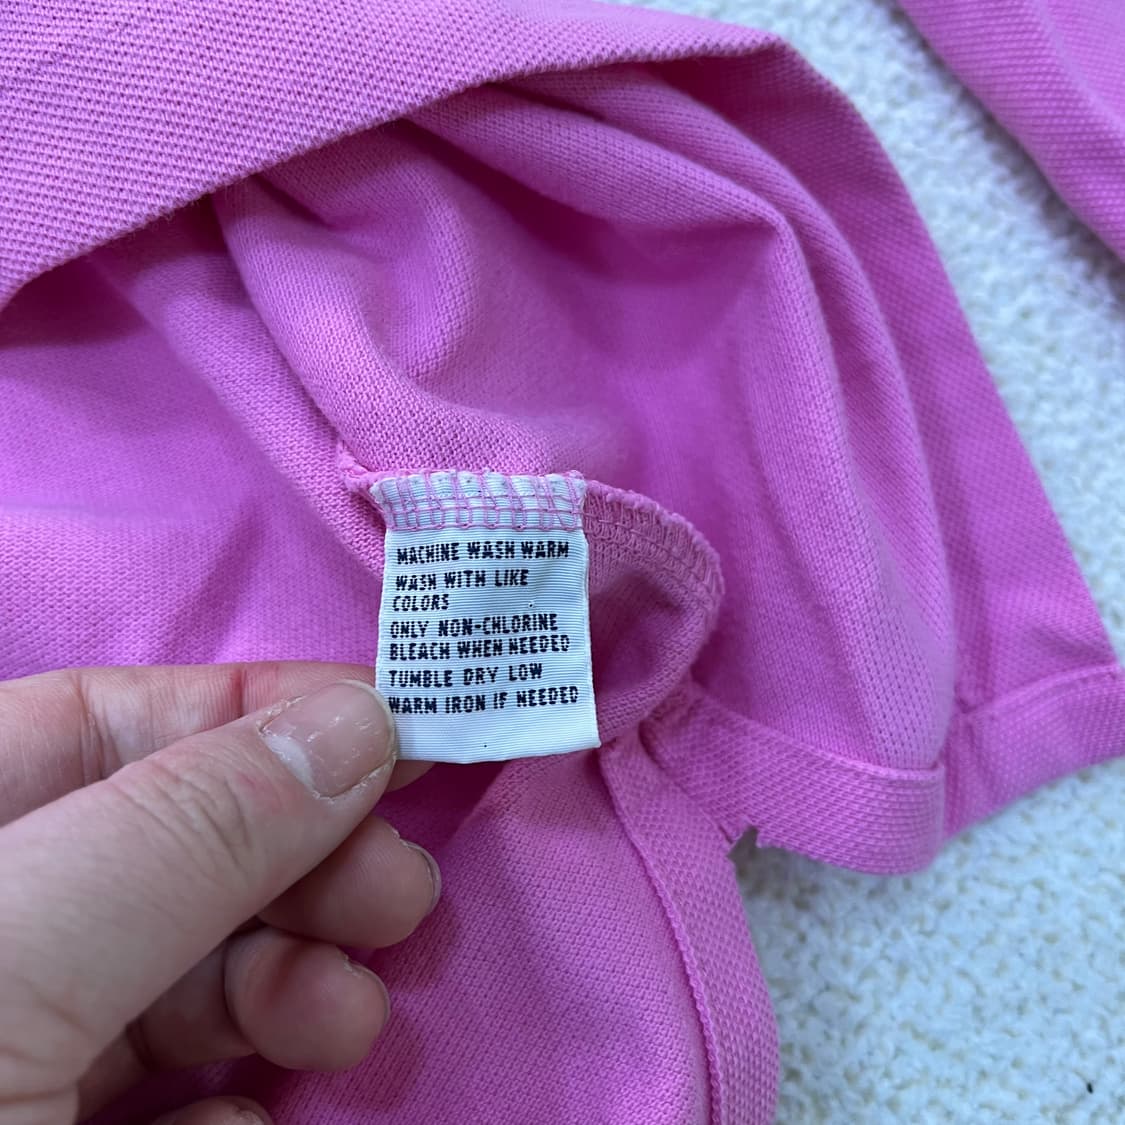 MACHINE WASH WARM
WASH WITH LIKE
COLORS
ONLY NON-CHLORINE
BLEACH WHEN NEEDED
TUMBLE DRY LOW
WARM IRON IF NEEDED